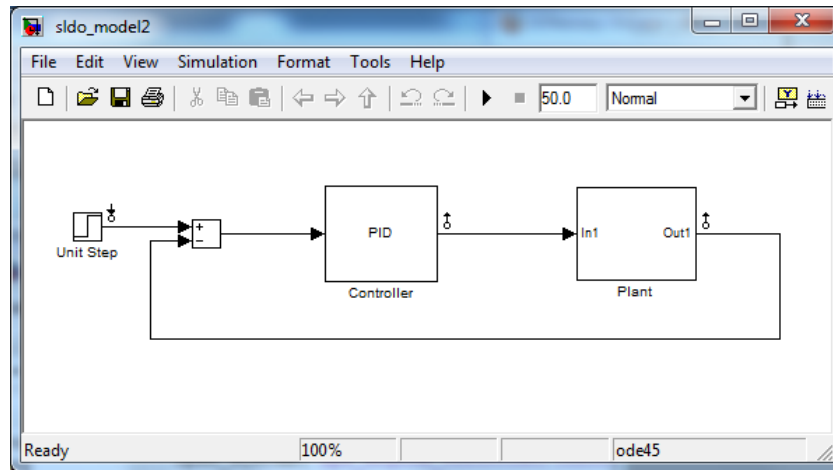 sldo_model2
File Edit View Simulation Format Tools Help
50.0 Normal
Unit Step
+
−
PID
Controller
In1 Out1
Plant
Ready 100% ode45